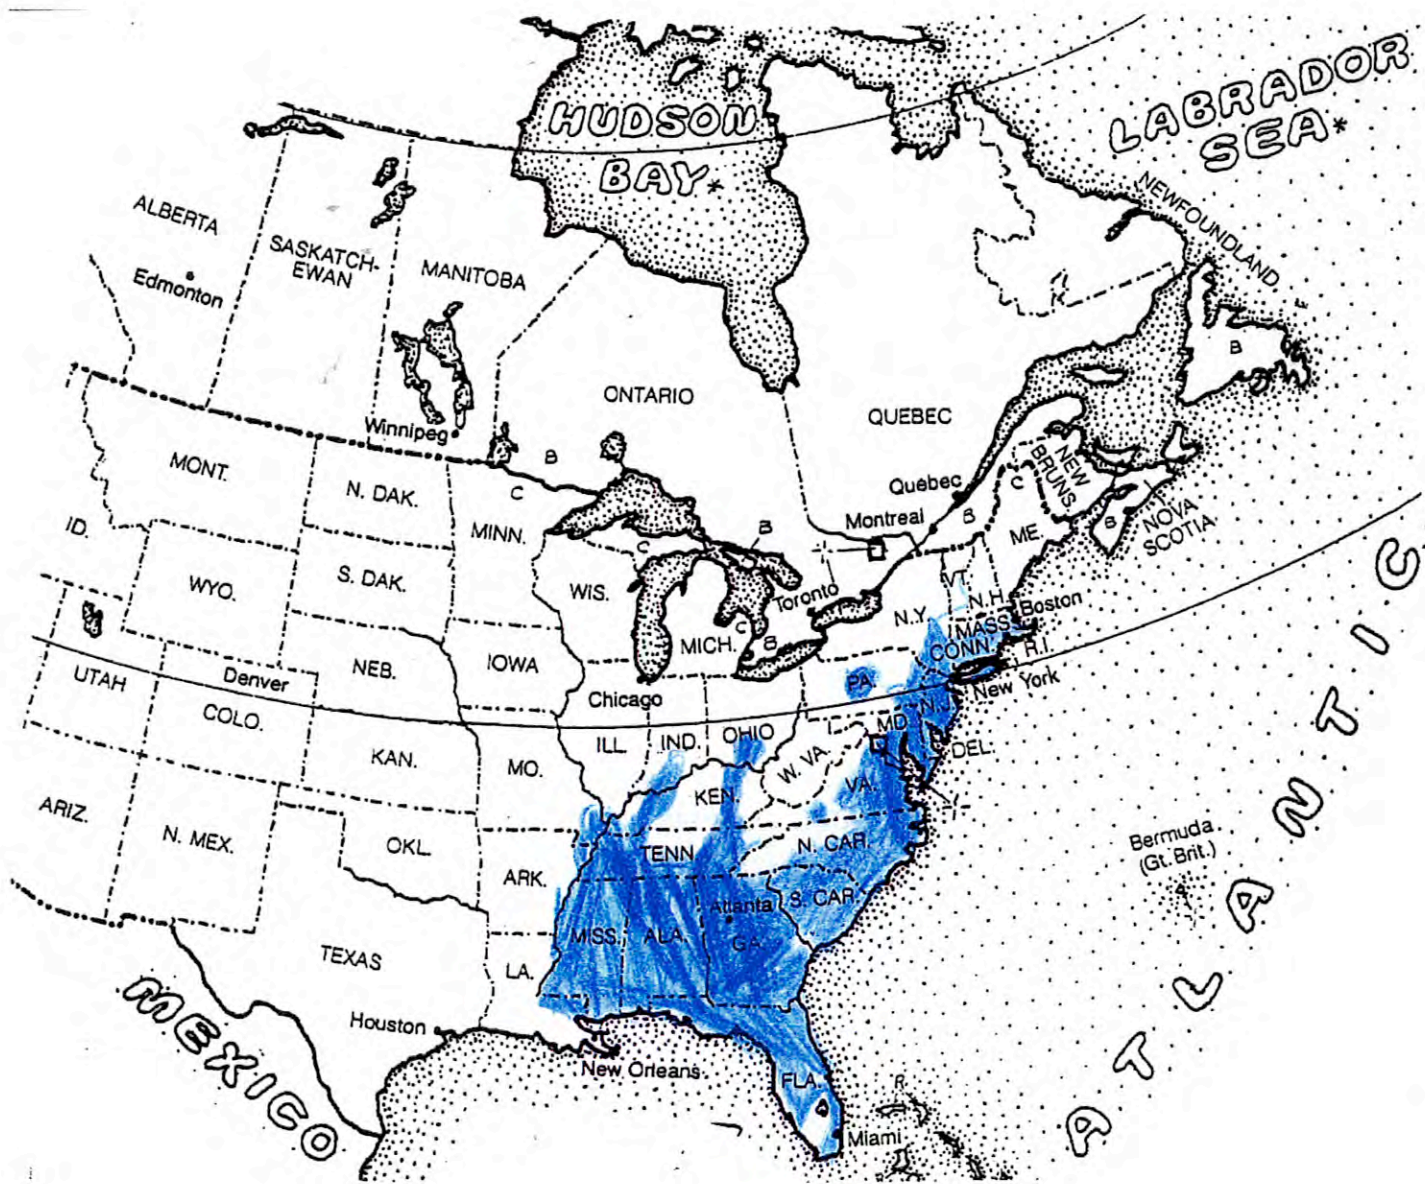 HUDSON
BAY*
LABRADOR
SEA*
NEWFOUNDLAND
ALBERTA
Edmonton
SASKATCH-
EWAN
MANITOBA
Winnipeg
ONTARIO
QUEBEC
Québec
Montreal
Toronto
NEW
BRUNS.
NOVA
SCOTIA
B
B
B
B
B
B
C
C
C
C
MONT.
N. DAK.
MINN.
ID.
WYO.
S. DAK.
WIS.
MICH.
N.Y.
VT.
N.H.
ME.
Boston
MASS.
CONN.
R.I.
New York
UTAH
Denver
NEB.
IOWA
Chicago
PA.
N.J.
COLO.
KAN.
MO.
ILL.
IND.
OHIO
W. VA.
MD.
DEL.
VA.
KEN.
ARIZ.
N. MEX.
OKL.
ARK.
TENN.
N. CAR.
S. CAR.
Atlanta
TEXAS
LA.
MISS.
ALA.
GA.
Houston
New Orleans
FLA.
Miami
Bermuda
(Gt. Brit.)
MEXICO
ATLANTIC